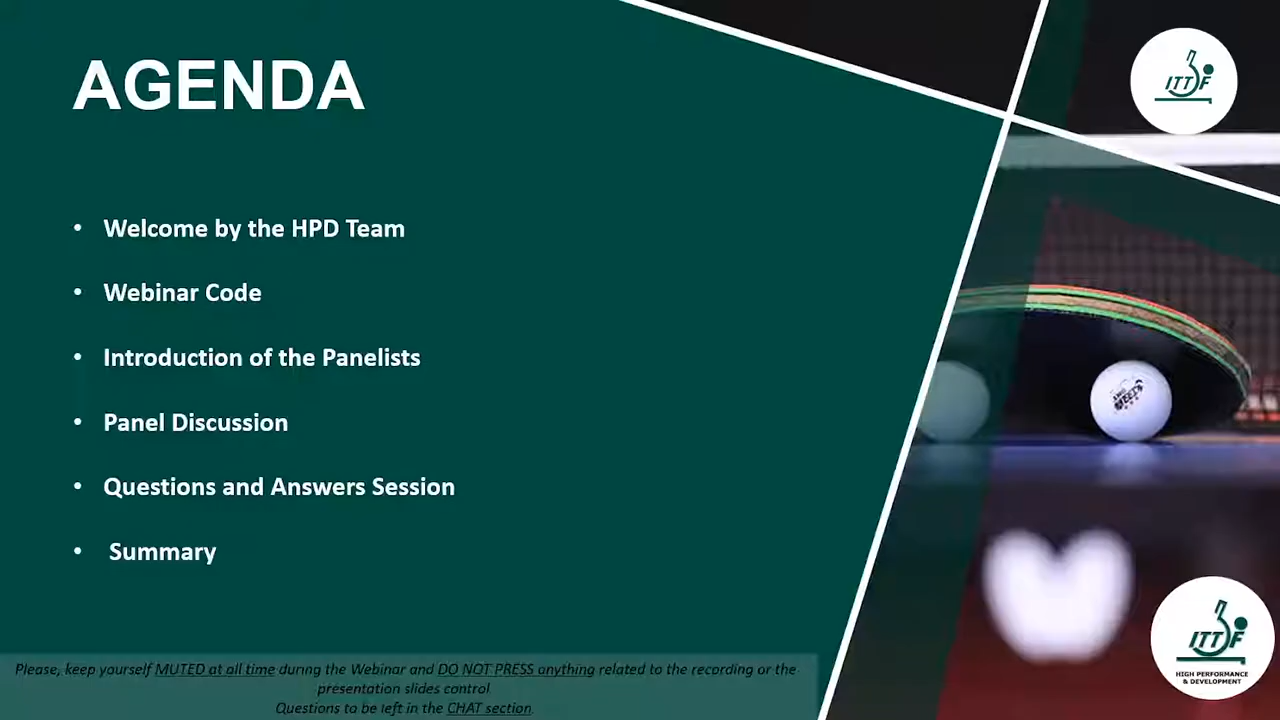 AGENDA
ITTF
• Welcome by the HPD Team
• Webinar Code
• Introduction of the Panelists
• Panel Discussion
• Questions and Answers Session
• Summary
ITTF
HIGH PERFORMANCE
& DEVELOPMENT
Please, keep yourself MUTED at all time during the Webinar and DO NOT PRESS anything related to the recording or the
presentation slides control.
Questions to be left in the CHAT section.